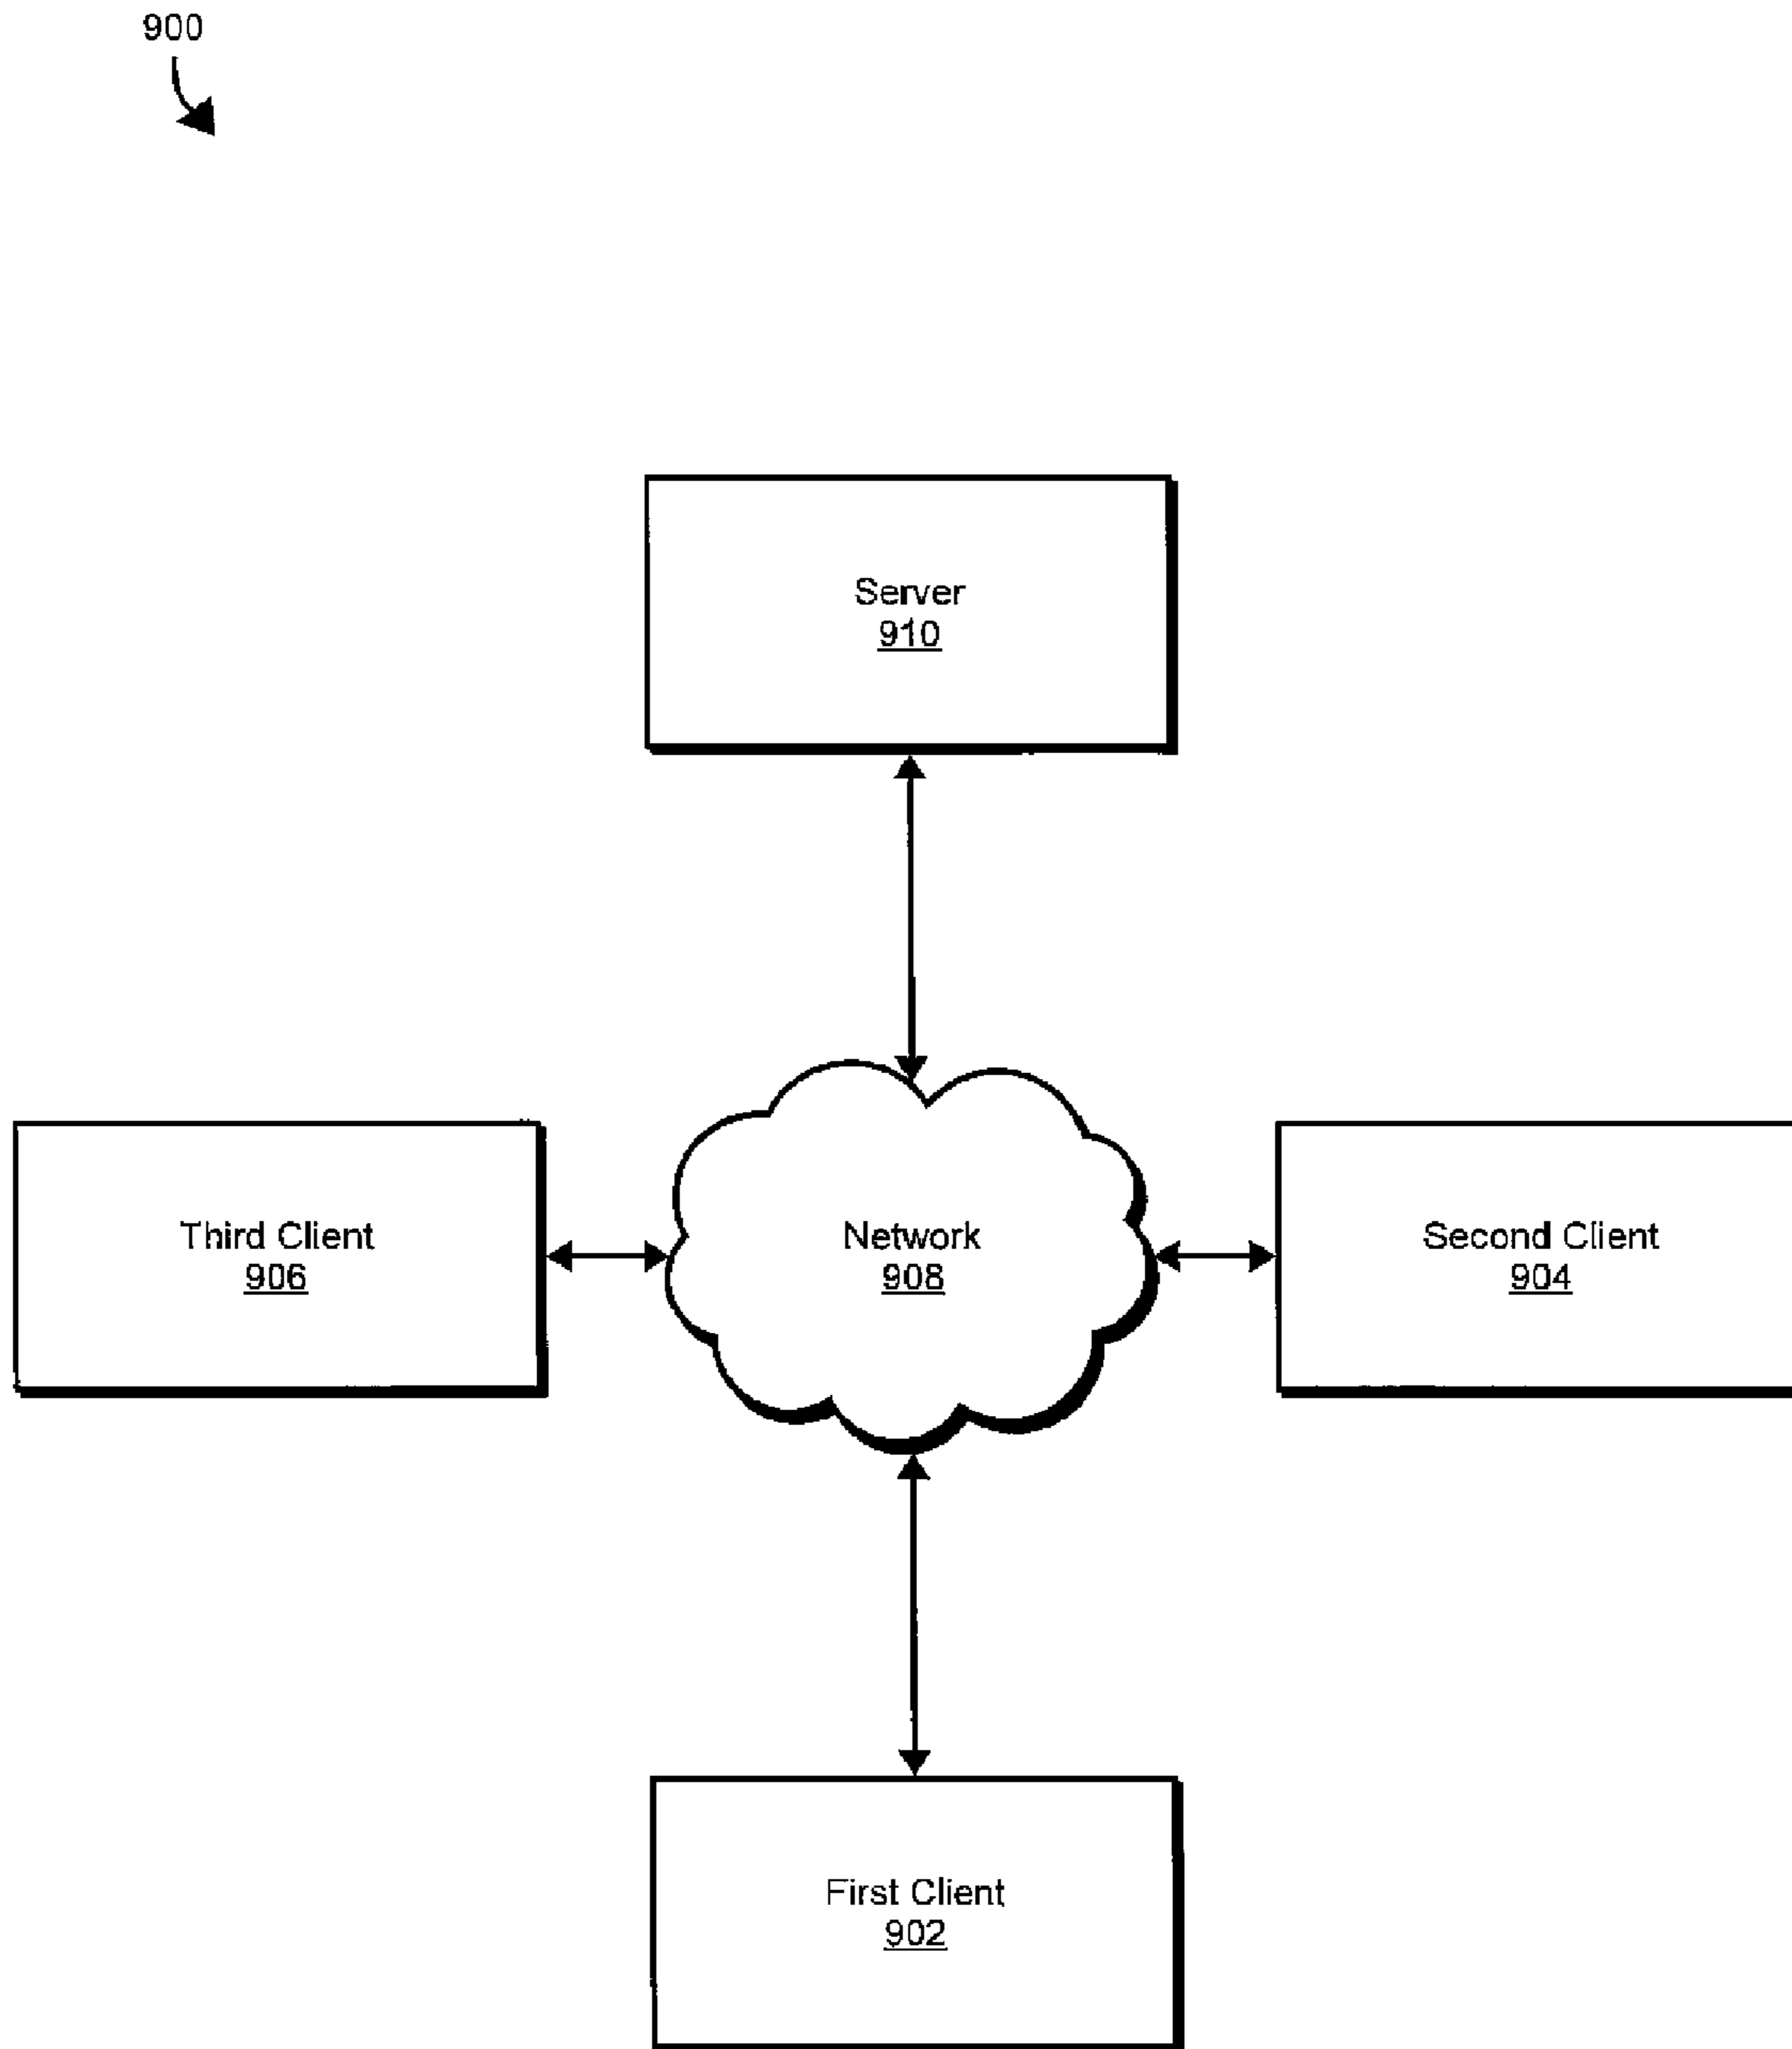 900
Server
910
Third Client
906
Network
908
Second Client
904
First Client
902